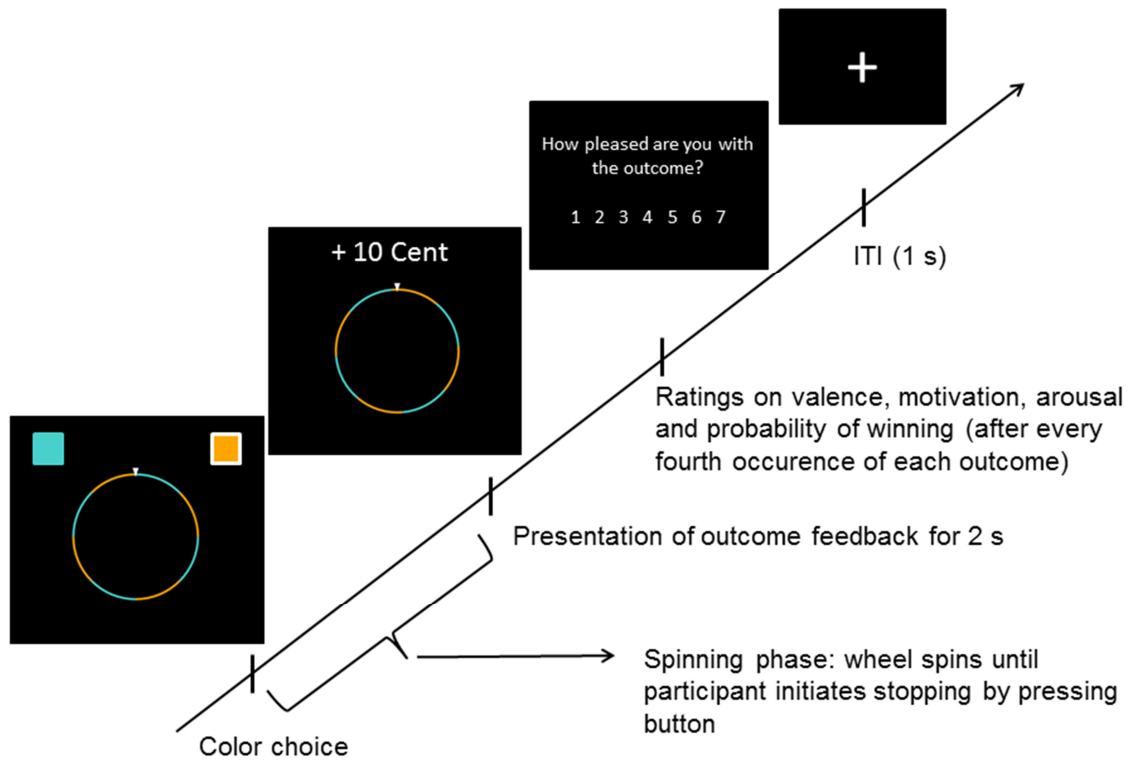 +
How pleased are you with
the outcome?
1 2 3 4 5 6 7
+ 10 Cent
ITI (1 s)
Ratings on valence, motivation, arousal
and probability of winning (after every
fourth occurence of each outcome)
Presentation of outcome feedback for 2 s
Spinning phase: wheel spins until
participant initiates stopping by pressing
button
Color choice